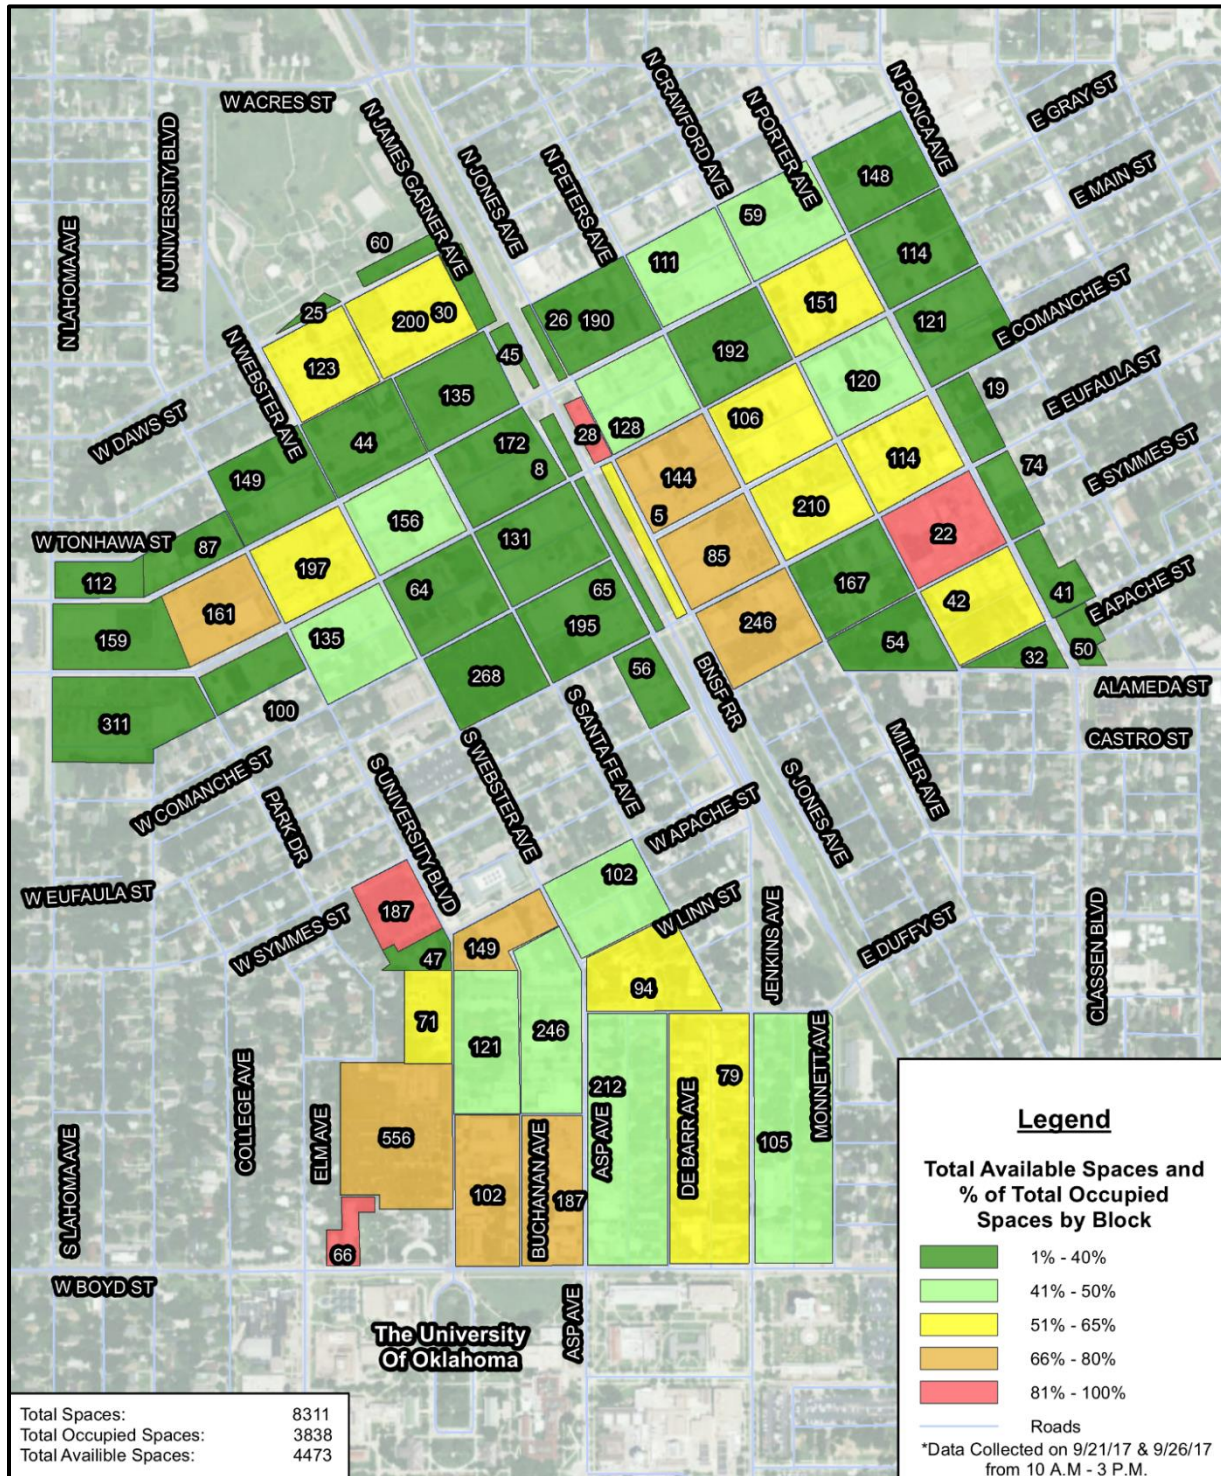 W ACRES ST
N UNIVERSITY BLVD
N LAHOMA AVE
N JAMES GARNER AVE
N JONES AVE
N PETERS AVE
N CRAWFORD AVE
N PORTER AVE
N PONCA AVE
E GRAY ST
E MAIN ST
E COMANCHE ST
E EUFAULA ST
E SYMMES ST
E APACHE ST
ALAMEDA ST
CASTRO ST
N WEBSTER AVE
W DAWS ST
W TONHAWA ST
60
25
200
30
123
45
26
190
111
59
148
114
121
151
192
120
19
74
135
44
149
172
8
28
128
106
114
144
5
210
22
85
167
42
41
50
246
54
32
87
112
156
197
131
64
65
161
159
135
195
268
56
100
311
BNSF RR
S SANTA FE AVE
S WEBSTER AVE
S UNIVERSITY BLVD
PARK DR
W COMANCHE ST
W EUFAULA ST
W SYMMES ST
W APACHE ST
W LINN ST
S JONES AVE
MILLER AVE
JENKINS AVE
E DUFFY ST
CLASSEN BLVD
MONNETT AVE
102
187
149
47
94
71
121
246
212
79
105
556
102
187
66
COLLEGE AVE
ELM AVE
S LAHOMA AVE
BUCHANAN AVE
ASP AVE
DE BARR AVE
W BOYD ST
ASP AVE
The University
Of Oklahoma
Total Spaces: 8311
Total Occupied Spaces: 3838
Total Availible Spaces: 4473
Legend
Total Available Spaces and
% of Total Occupied
Spaces by Block
1% - 40%
41% - 50%
51% - 65%
66% - 80%
81% - 100%
Roads
*Data Collected on 9/21/17 & 9/26/17
from 10 A.M - 3 P.M.